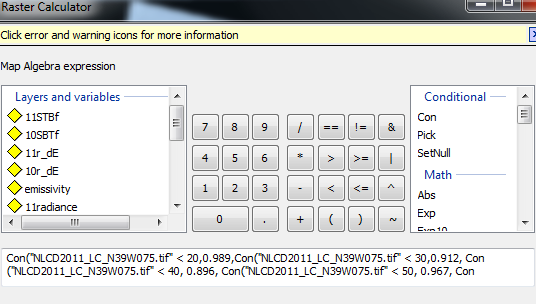 Raster Calculator
Click error and warning icons for more information
Map Algebra expression
Layers and variables
11STBf
10SBTf
11r_dE
10r_dE
emissivity
11radiance
7 8 9 / == != &
4 5 6 * > >= |
1 2 3 - < <= ^
0 . + ( ) ~
Conditional
Con
Pick
SetNull
Math
Abs
Exp
Exp10
Con("NLCD2011_LC_N39W075.tif" < 20,0.989,Con("NLCD2011_LC_N39W075.tif" < 30,0.912, Con
("NLCD2011_LC_N39W075.tif" < 40, 0.896, Con("NLCD2011_LC_N39W075.tif" < 50, 0.967, Con